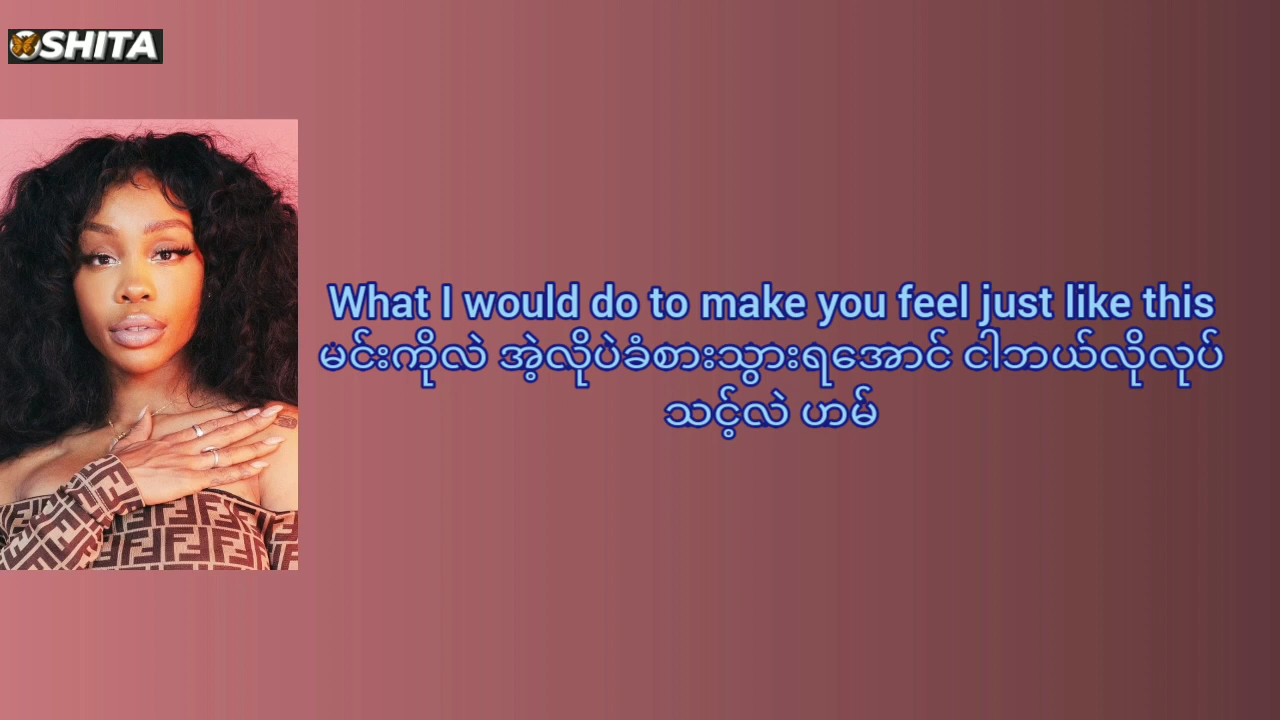 SHITA
What I would do to make you feel just like this
မင်းကိုလဲ အဲ့လိုပဲခံစားသွားရအောင် ငါဘယ်လိုလုပ်
သင့်လဲ ဟမ်